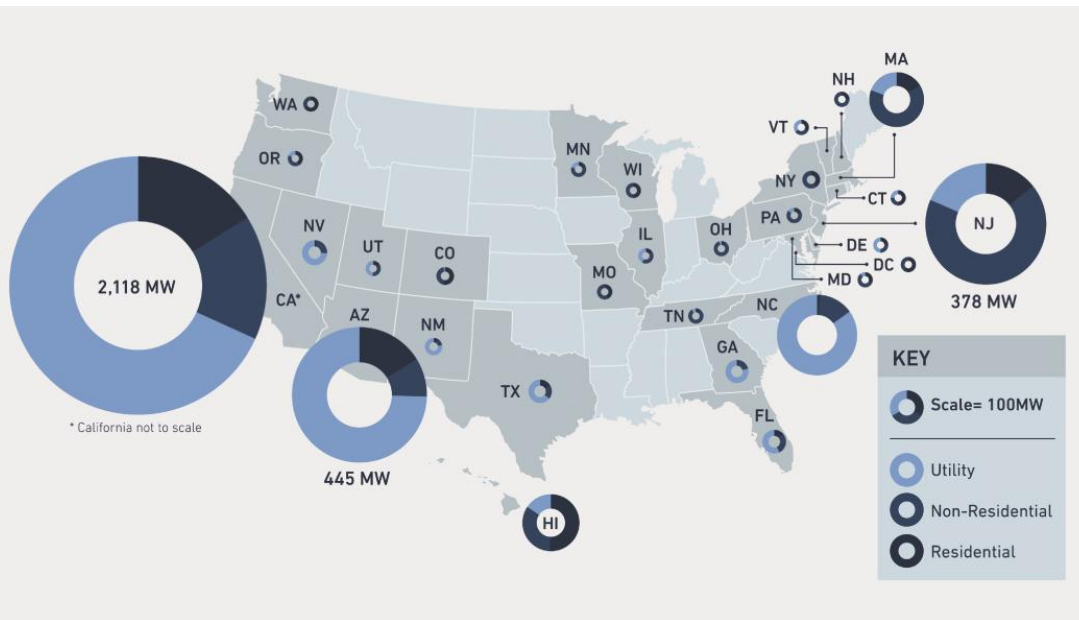 MA
NH
WA
VT
OR
MN
WI
NY
CT
PA
NV
UT
CO
IL
OH
DE
NJ
DC
MO
MD
2,118 MW
CA*
AZ
NM
TN
NC
378 MW
GA
TX
FL
* California not to scale
445 MW
HI
KEY
Scale= 100MW
Utility
Non-Residential
Residential